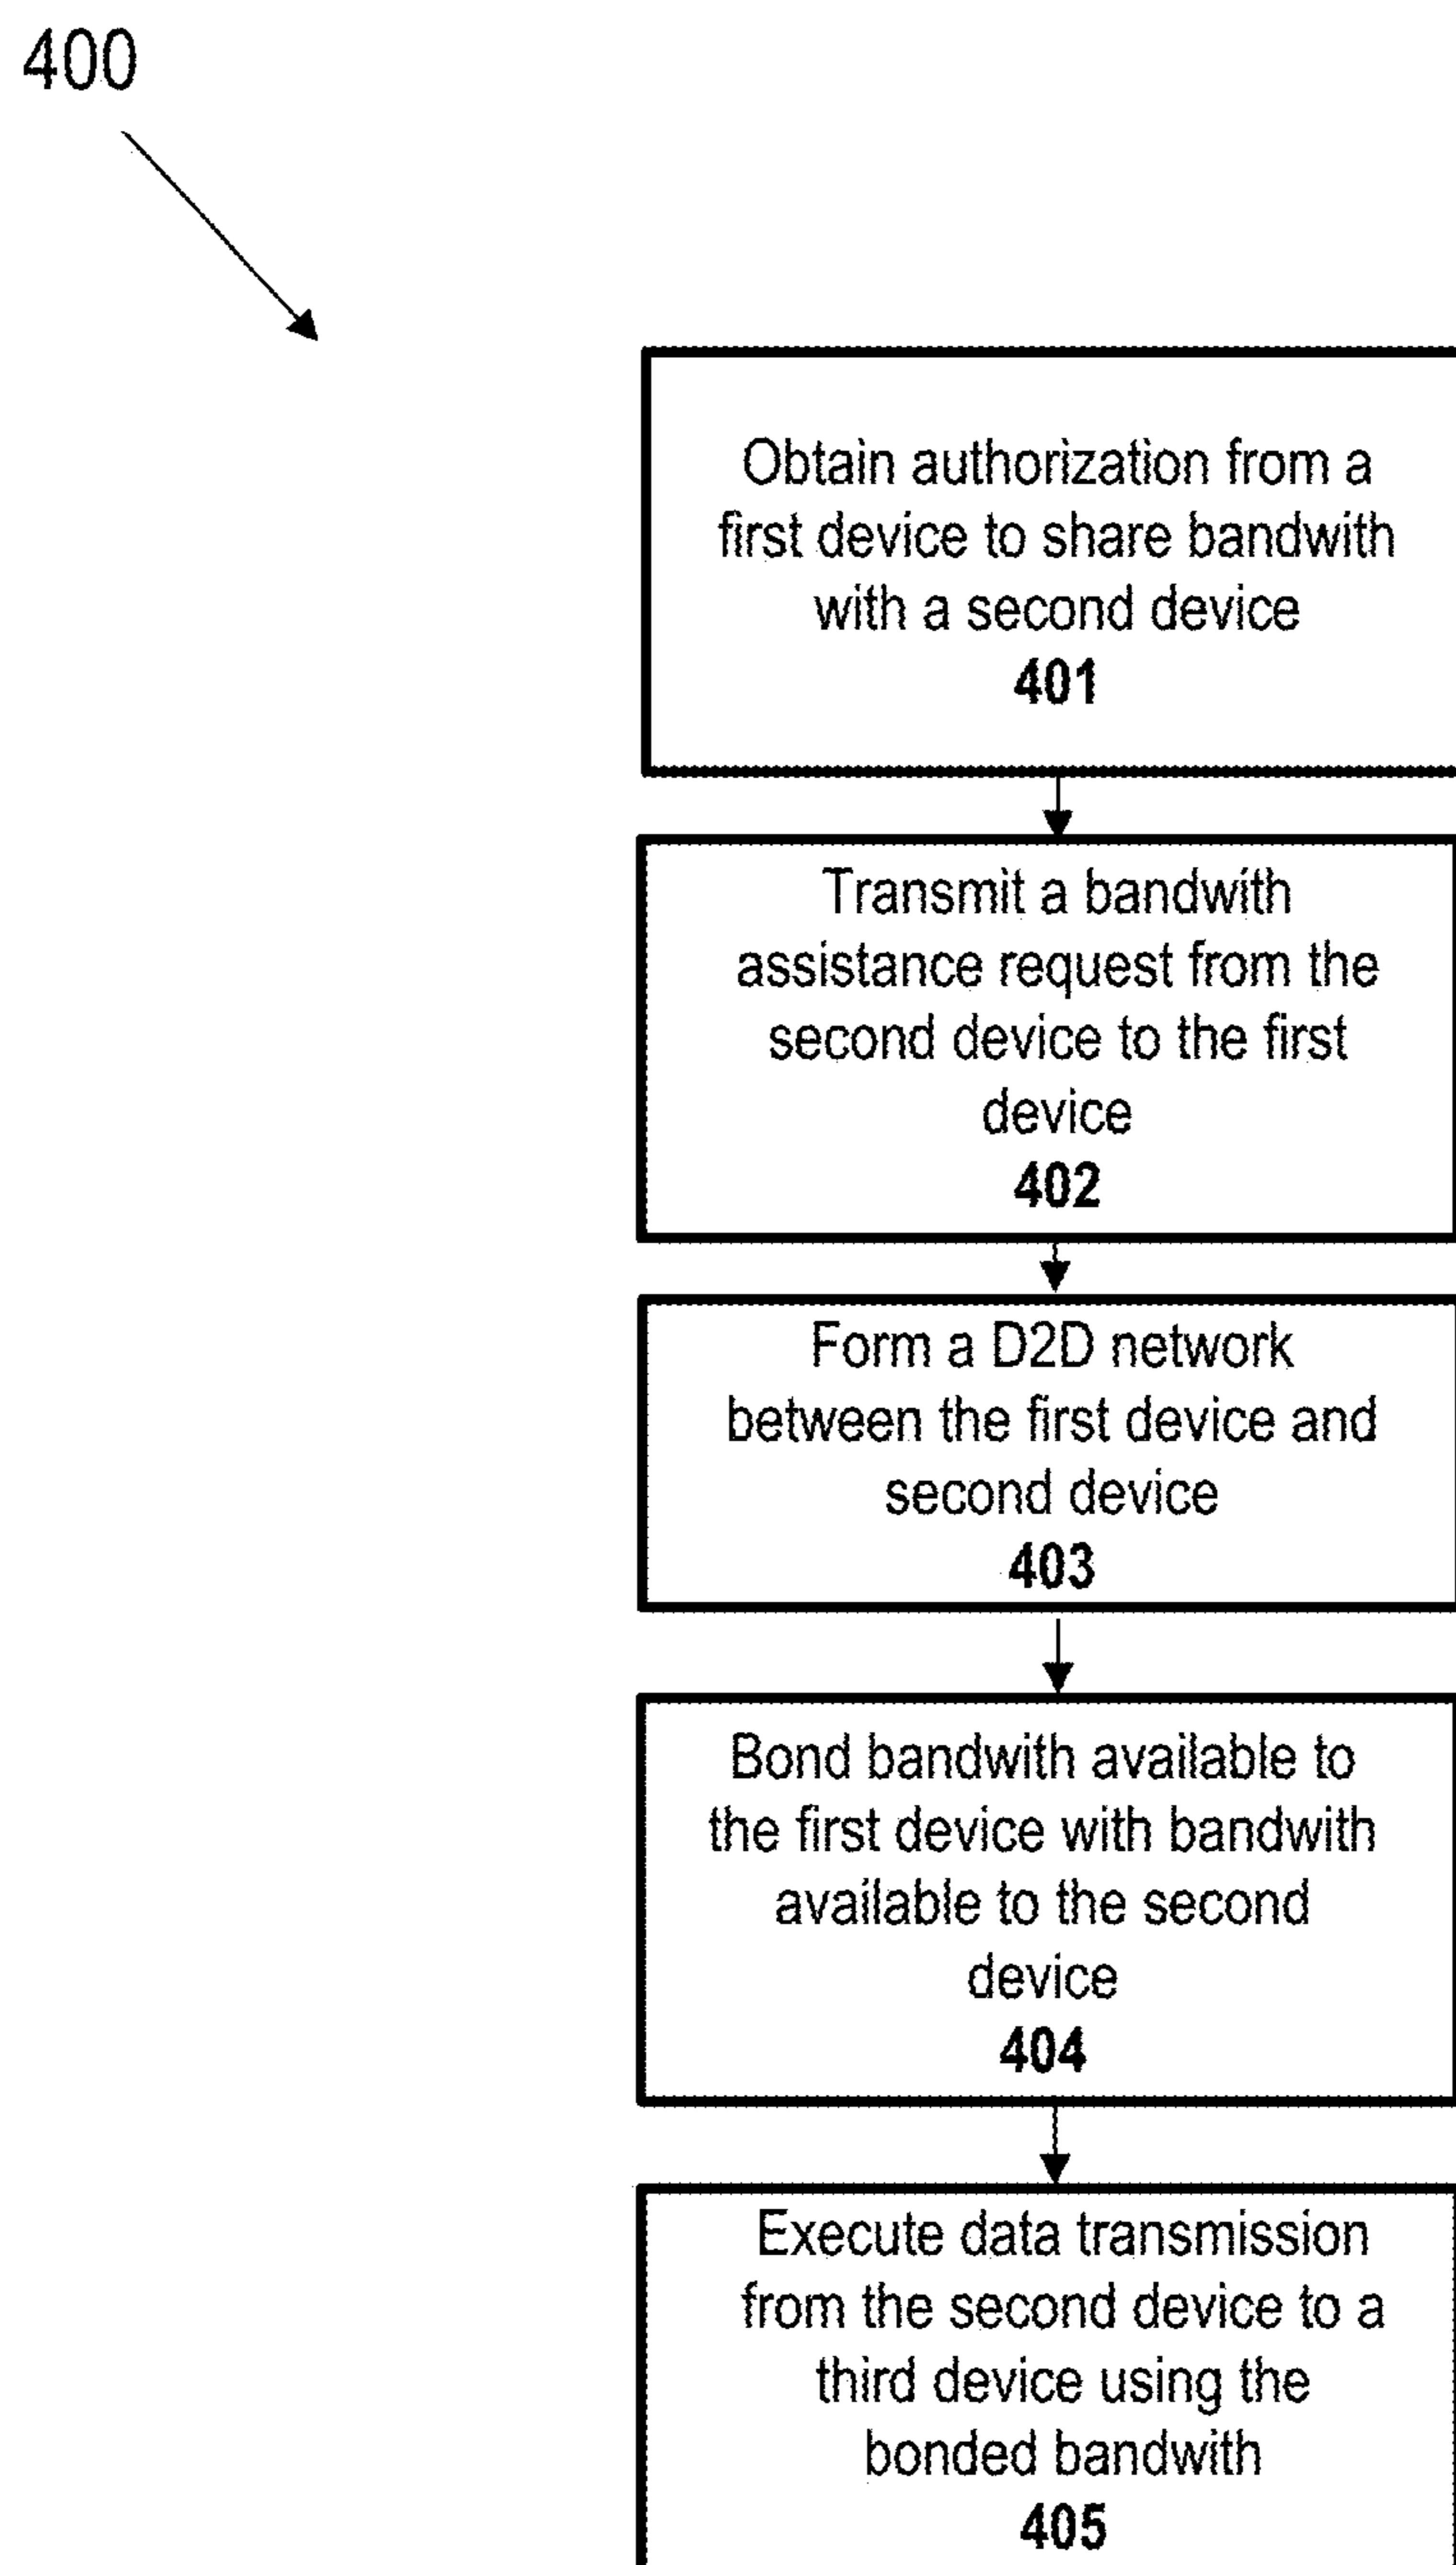 400
Obtain authorization from a
first device to share bandwith
with a second device
401
Transmit a bandwith
assistance request from the
second device to the first
device
402
Form a D2D network
between the first device and
second device
403
Bond bandwith available to
the first device with bandwith
available to the second
device
404
Execute data transmission
from the second device to a
third device using the
bonded bandwith
405